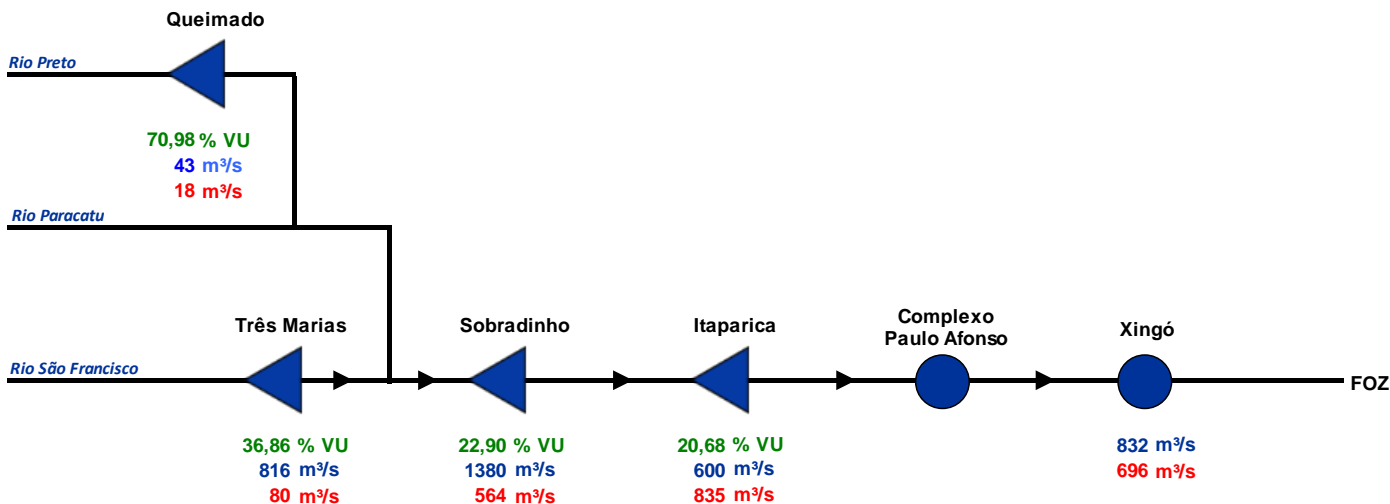 Queimado
Rio Preto
70,98 % VU
43 m³/s
18 m³/s
Rio Paracatu
Três Marias
Sobradinho
Itaparica
Complexo
Paulo Afonso
Xingó
Rio São Francisco
FOZ
36,86 % VU
816 m³/s
80 m³/s
22,90 % VU
1380 m³/s
564 m³/s
20,68 % VU
600 m³/s
835 m³/s
832 m³/s
696 m³/s